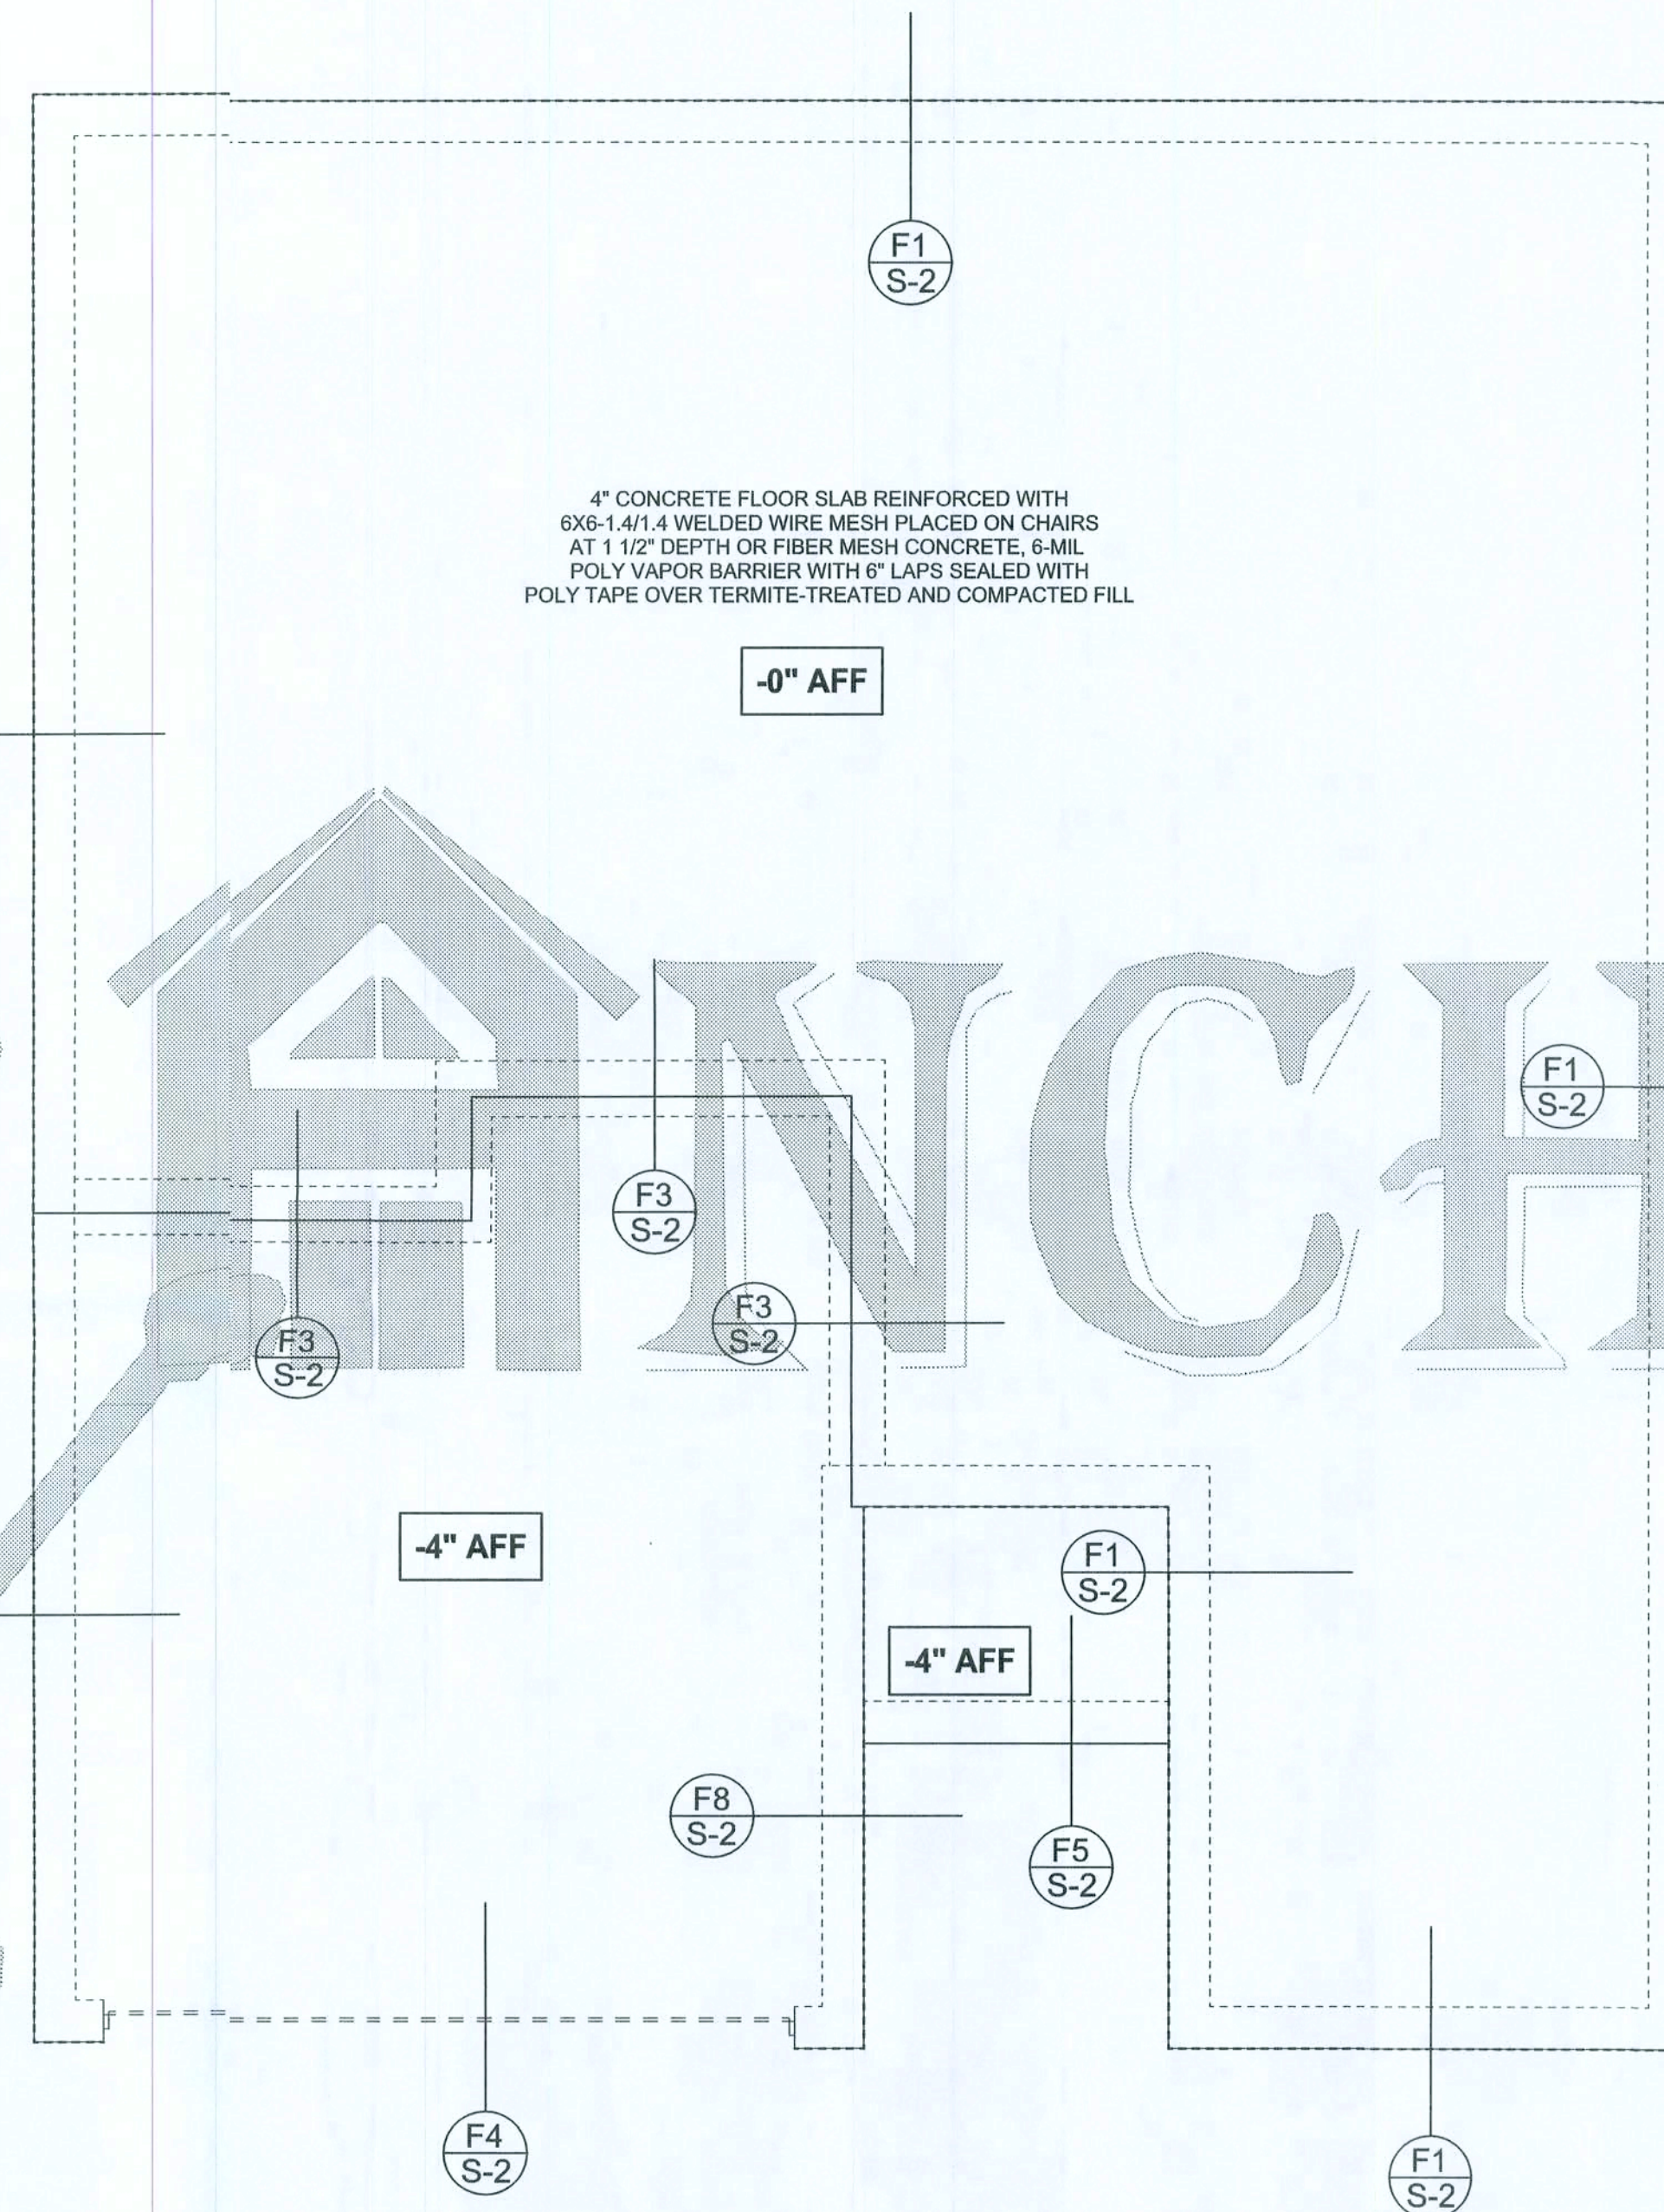 F1
S-2
4" CONCRETE FLOOR SLAB REINFORCED WITH
6X6-1.4/1.4 WELDED WIRE MESH PLACED ON CHAIRS
AT 1 1/2" DEPTH OR FIBER MESH CONCRETE, 6-MIL
POLY VAPOR BARRIER WITH 6" LAPS SEALED WITH
POLY TAPE OVER TERMITE-TREATED AND COMPACTED FILL
-0" AFF
NCH
F1
S-2
F3
S-2
F3
S-2
F3
S-2
-4" AFF
F1
S-2
-4" AFF
F8
S-2
F5
S-2
F4
S-2
F1
S-2